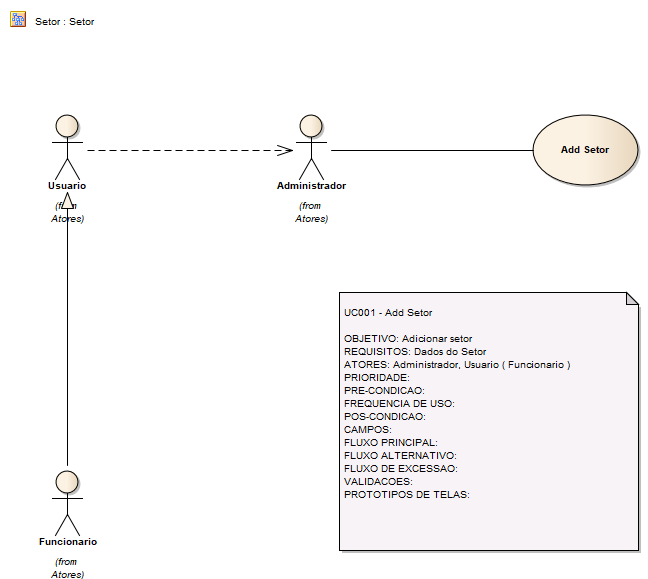 Setor : Setor
Add Setor
Usuario
(from
Atores)
Administrador
(from
Atores)
UC001 - Add Setor
OBJETIVO: Adicionar setor
REQUISITOS: Dados do Setor
ATORES: Administrador, Usuario ( Funcionario )
PRIORIDADE:
PRE-CONDICAO:
FREQUENCIA DE USO:
POS-CONDICAO:
CAMPOS:
FLUXO PRINCIPAL:
FLUXO ALTERNATIVO:
FLUXO DE EXCESSAO:
VALIDACOES:
PROTOTIPOS DE TELAS:
Funcionario
(from
Atores)